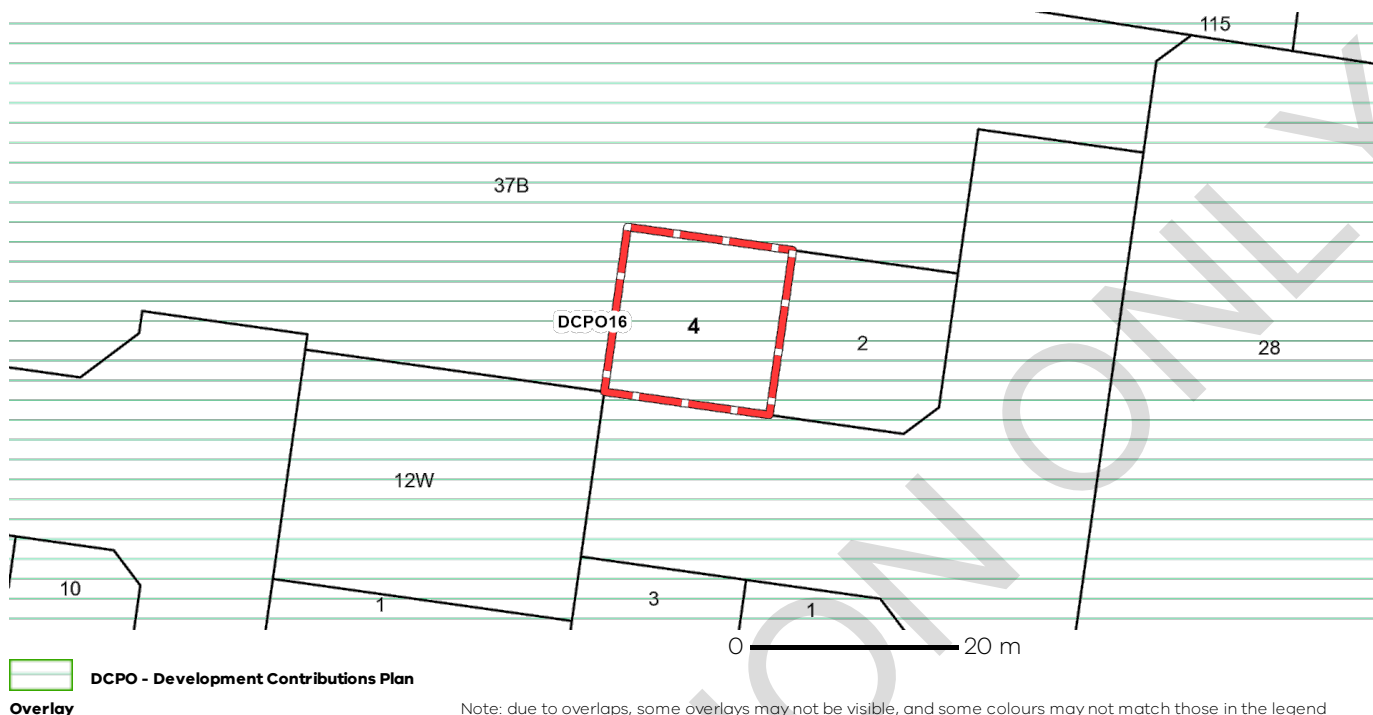 115
37B
DCPO16
4
2
28
12W
10
1
3
1
0 20 m
DCPO - Development Contributions Plan
Overlay
Note: due to overlaps, some overlays may not be visible, and some colours may not match those in the legend
ON ONLY